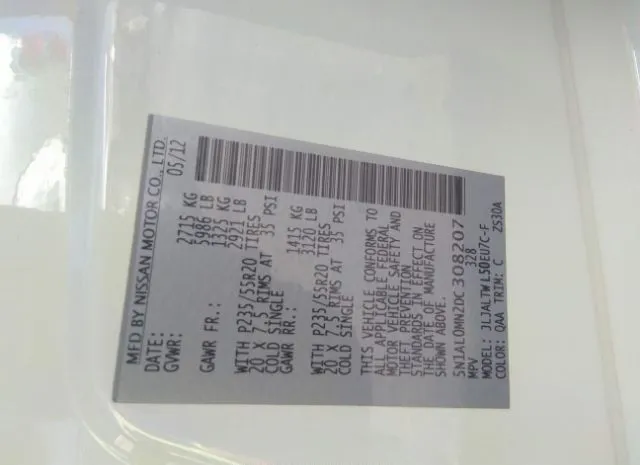 MFD BY NISSAN MOTOR CO., LTD.
DATE: 05/12
GVWR: 2715 KG
5986 LB
GAWR FR.: 1325 KG
2921 LB
WITH P235/55R20 TIRES
20 X 7.5 RIMS AT 35 PSI
COLD SINGLE
GAWR RR.: 1415 KG
3120 LB
WITH P235/55R20 TIRES
20 X 7.5 RIMS AT 35 PSI
COLD SINGLE
THIS VEHICLE CONFORMS TO
ALL APPLICABLE FEDERAL
MOTOR VEHICLE SAFETY AND
THEFT PREVENTION
STANDARDS IN EFFECT ON
THE DATE OF MANUFACTURE
SHOWN ABOVE.
5N1AL0MN2DC308207
MPV 328
MODEL: JLJALTWL50EU7C-F
COLOR: QAA TRIM: C ZS30A